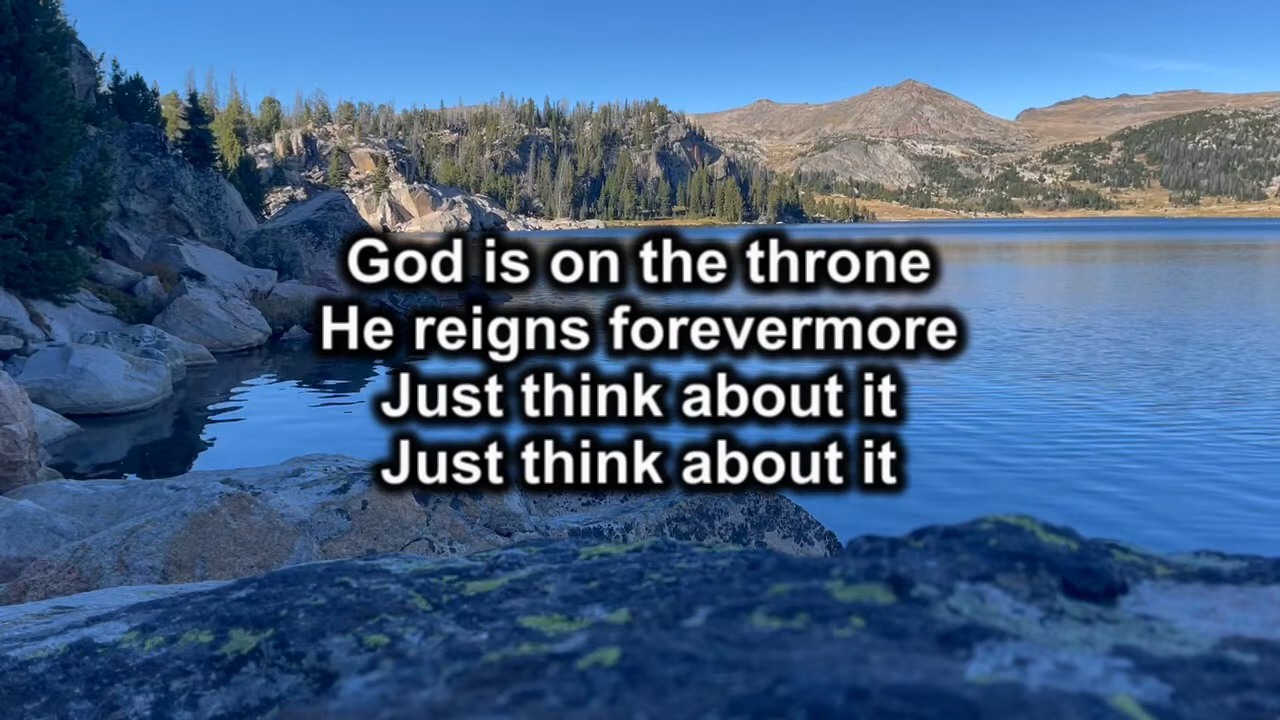 God is on the throne
He reigns forevermore
Just think about it
Just think about it